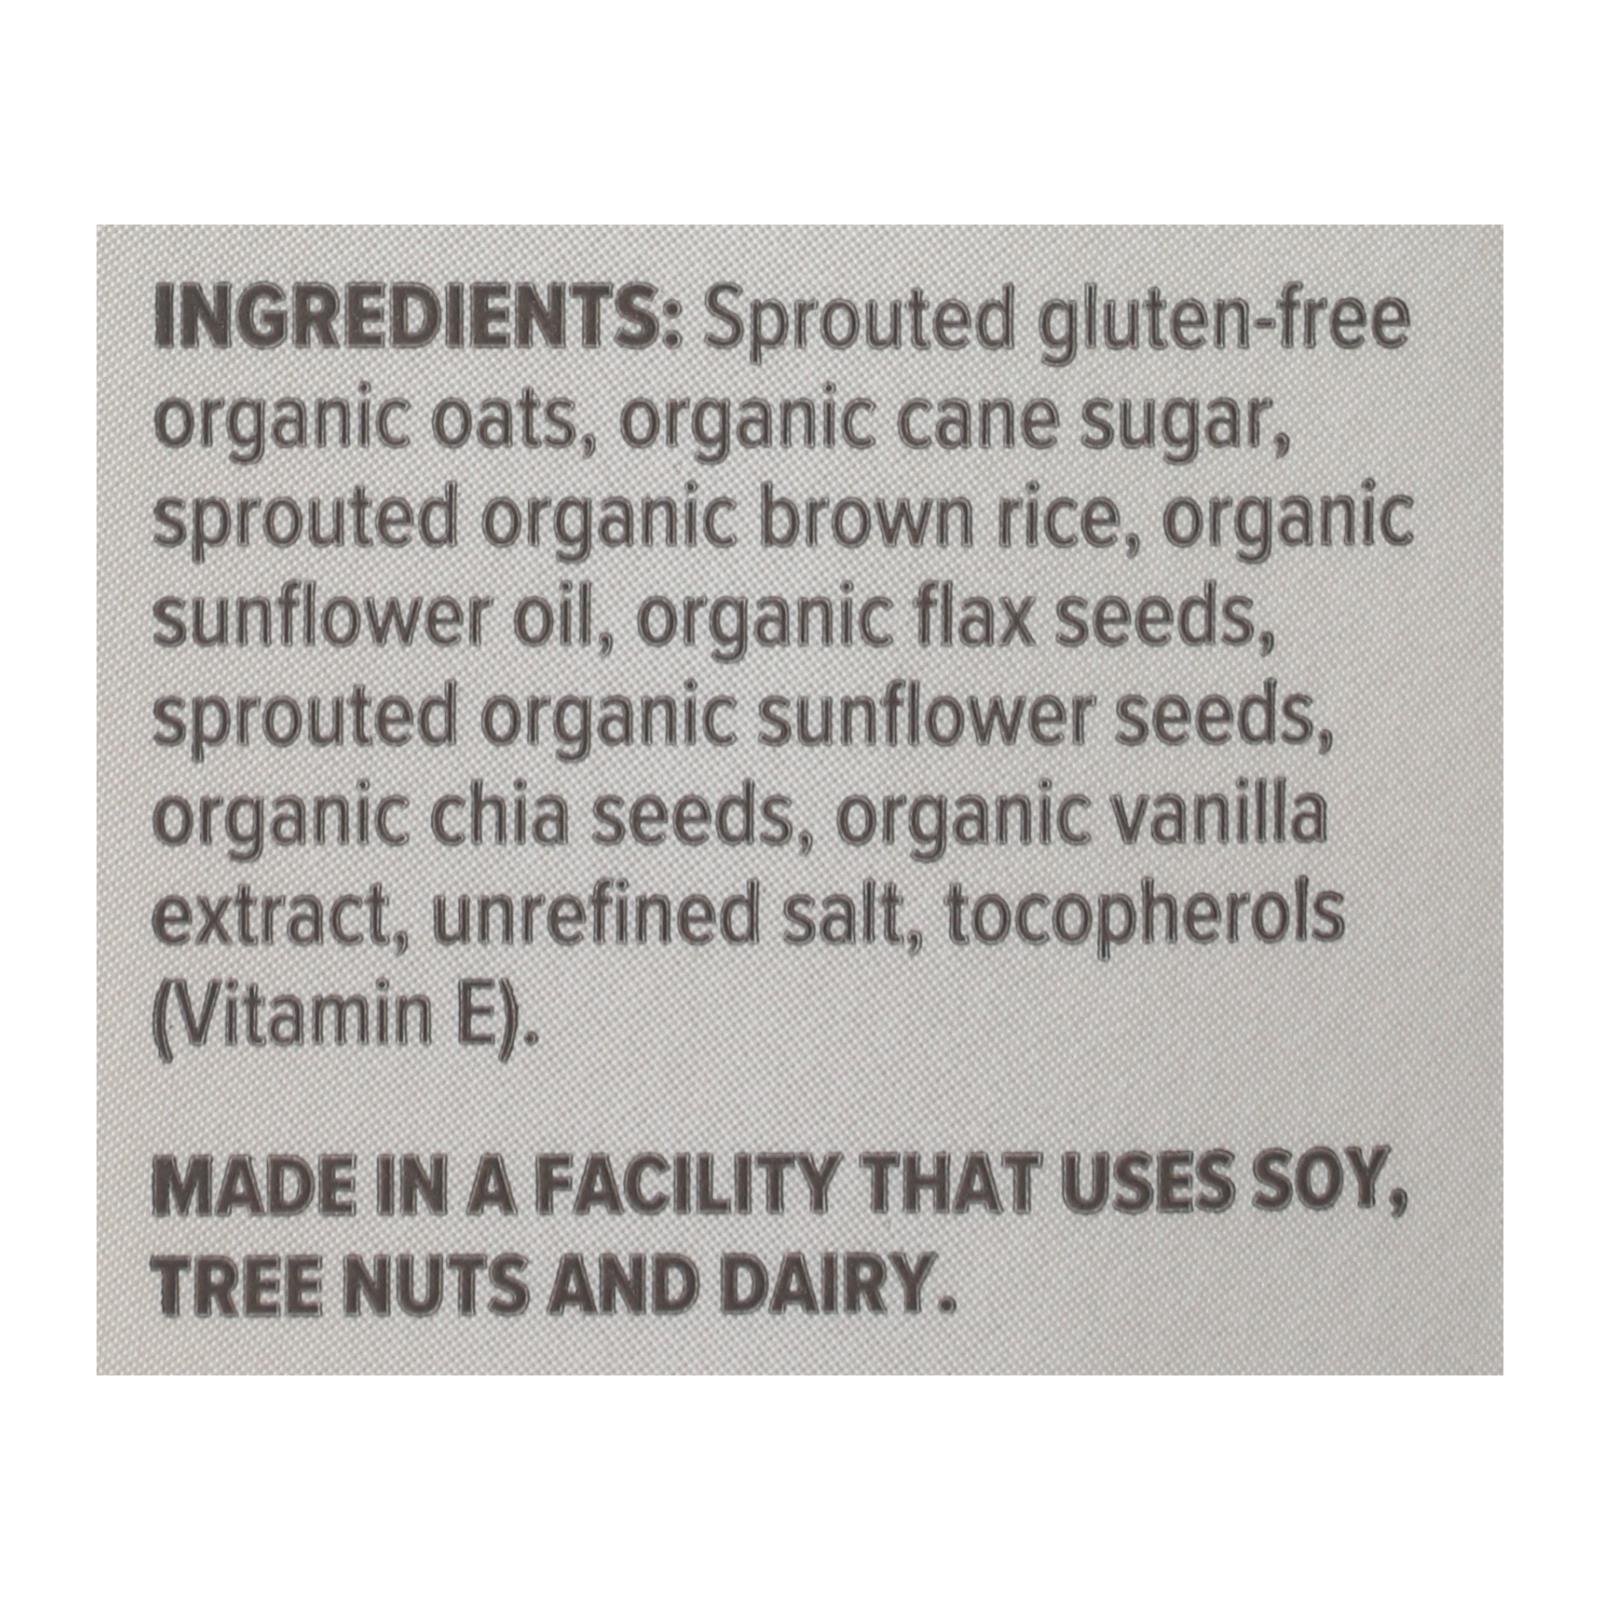 INGREDIENTS: Sprouted gluten-free
organic oats, organic cane sugar,
sprouted organic brown rice, organic
sunflower oil, organic flax seeds,
sprouted organic sunflower seeds,
organic chia seeds, organic vanilla
extract, unrefined salt, tocopherols
(Vitamin E).
MADE IN A FACILITY THAT USES SOY,
TREE NUTS AND DAIRY.